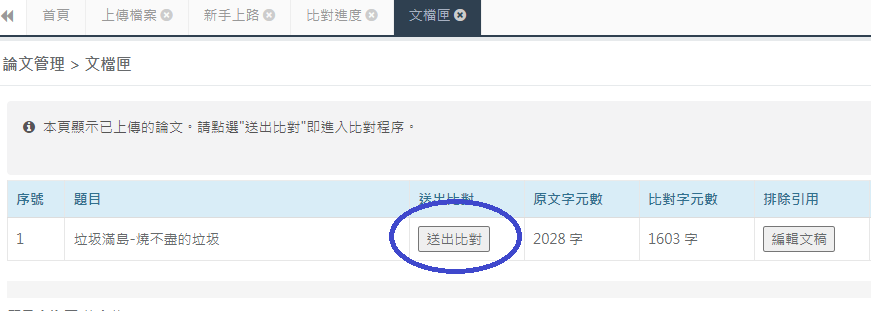 首頁 上傳檔案 新手上路 比對進度 文檔匣
論文管理 > 文檔匣
本頁顯示已上傳的論文。請點選"送出比對"即進入比對程序。
序號 題目 送出比對 原文字元數 比對字元數 排除引用
1 垃圾滿島-燒不盡的垃圾 送出比對 2028 字 1603 字 編輯文稿